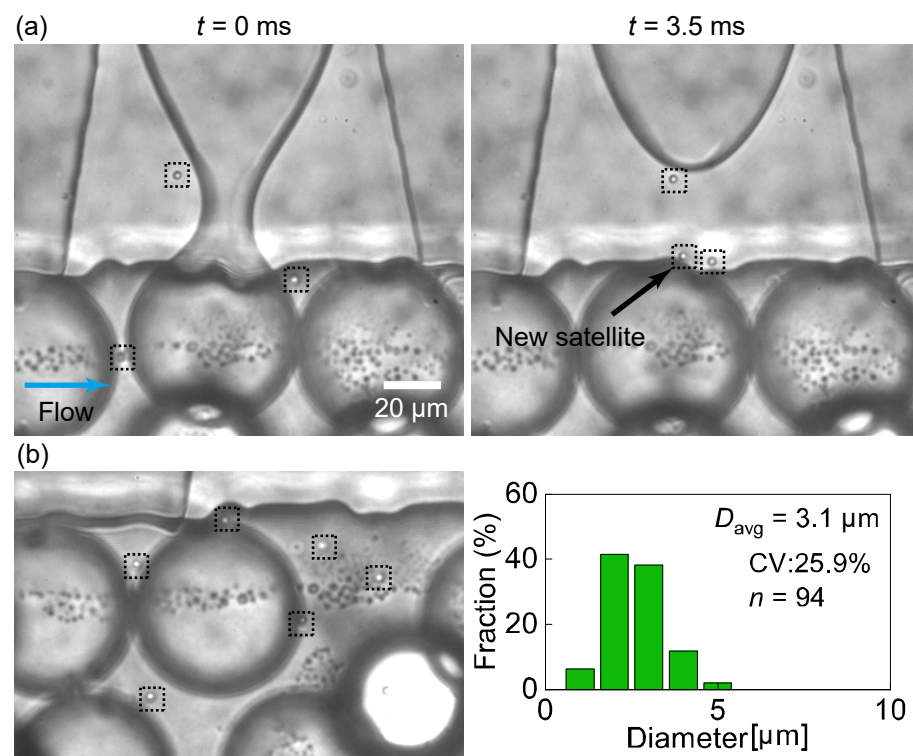 (a)
t = 0 ms
t = 3.5 ms
New satellite
Flow
20 µm
(b)
60
40
20
0
Fraction (%)
Davg = 3.1 µm
CV:25.9%
n = 94
0
5
10
Diameter[µm]